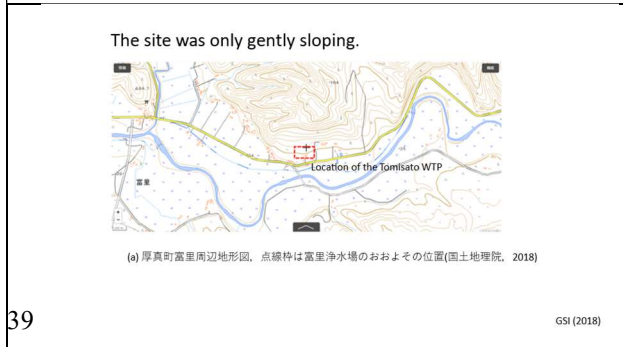 The site was only gently sloping.
富里
Location of the Tomisato WTP
(a) 厚真町富里周辺地形図，点線枠は富里浄水場のおおよその位置(国土地理院，2018)
39
GSI (2018)